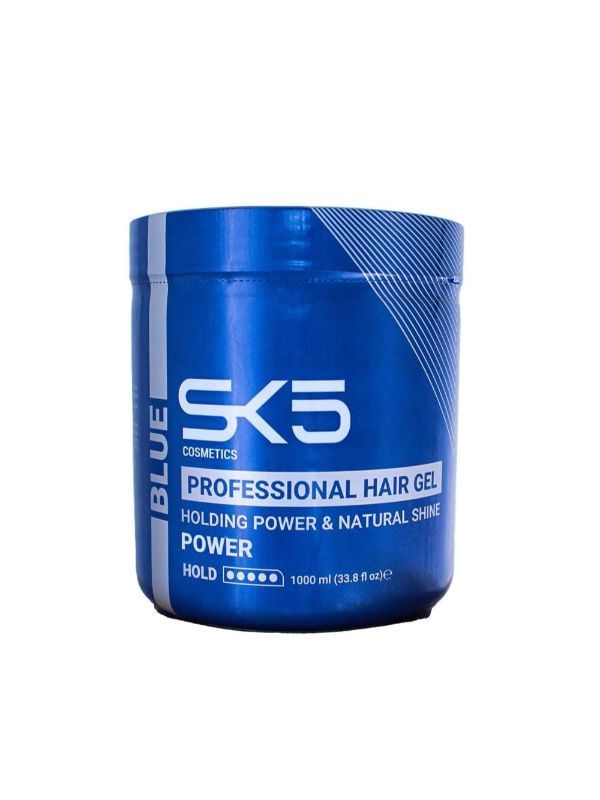 BLUE
SK5
COSMETICS
PROFESSIONAL HAIR GEL
HOLDING POWER & NATURAL SHINE
POWER
HOLD 1000 ml (33.8 fl oz)℮